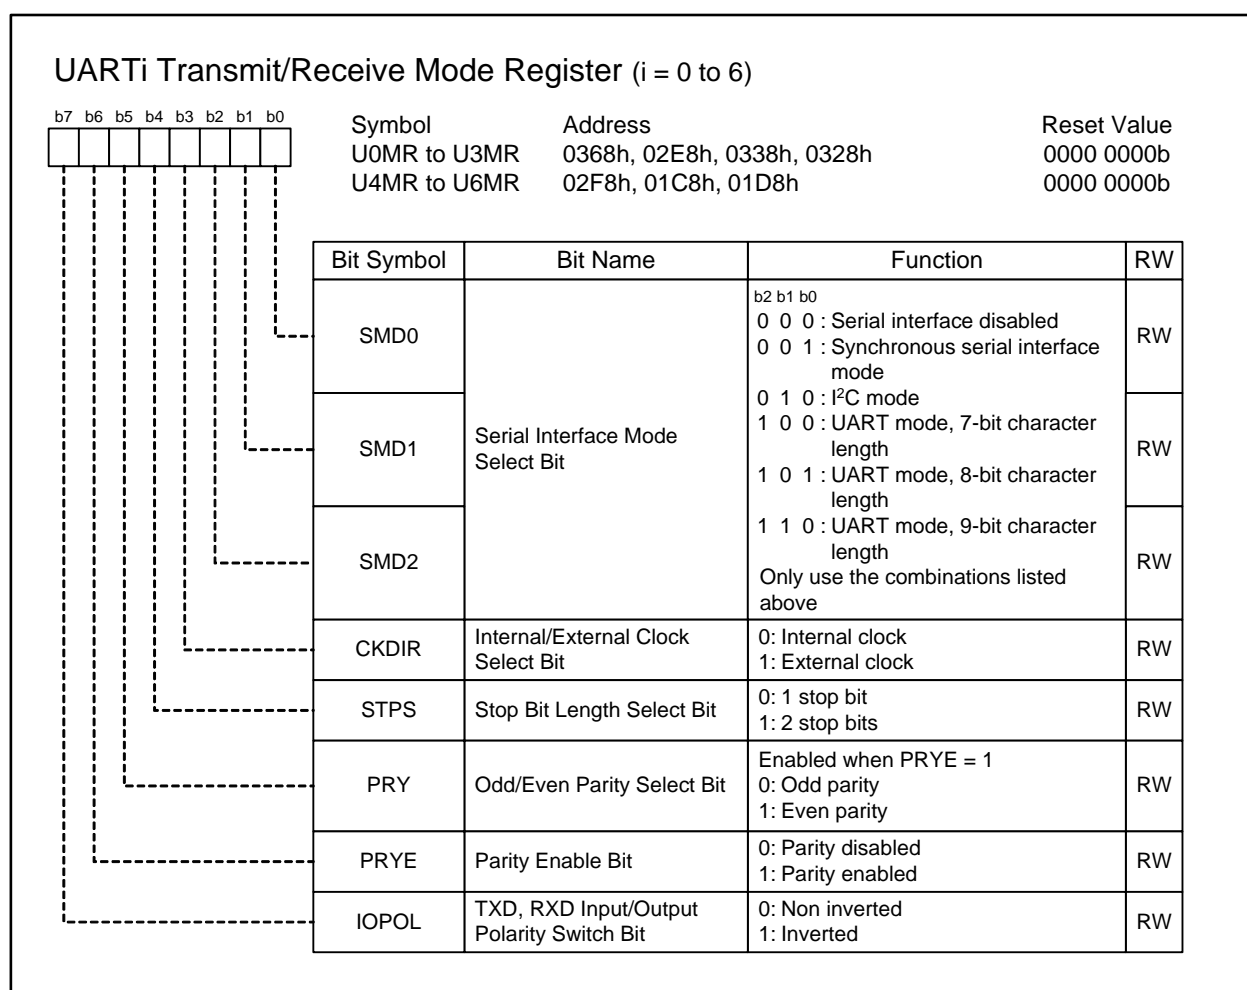 UARTi Transmit/Receive Mode Register (i = 0 to 6)
b7 b6 b5 b4 b3 b2 b1 b0
Symbol Address Reset Value
U0MR to U3MR 0368h, 02E8h, 0338h, 0328h 0000 0000b
U4MR to U6MR 02F8h, 01C8h, 01D8h 0000 0000b
Bit Symbol Bit Name Function RW
SMD0 RW
SMD1 RW
SMD2 RW
Serial Interface Mode
Select Bit
b2 b1 b0
0 0 0 : Serial interface disabled
0 0 1 : Synchronous serial interface
mode
0 1 0 : I²C mode
1 0 0 : UART mode, 7-bit character
length
1 0 1 : UART mode, 8-bit character
length
1 1 0 : UART mode, 9-bit character
length
Only use the combinations listed
above
CKDIR
Internal/External Clock
Select Bit
0: Internal clock
1: External clock
RW
STPS
Stop Bit Length Select Bit
0: 1 stop bit
1: 2 stop bits
RW
PRY
Odd/Even Parity Select Bit
Enabled when PRYE = 1
0: Odd parity
1: Even parity
RW
PRYE
Parity Enable Bit
0: Parity disabled
1: Parity enabled
RW
IOPOL
TXD, RXD Input/Output
Polarity Switch Bit
0: Non inverted
1: Inverted
RW